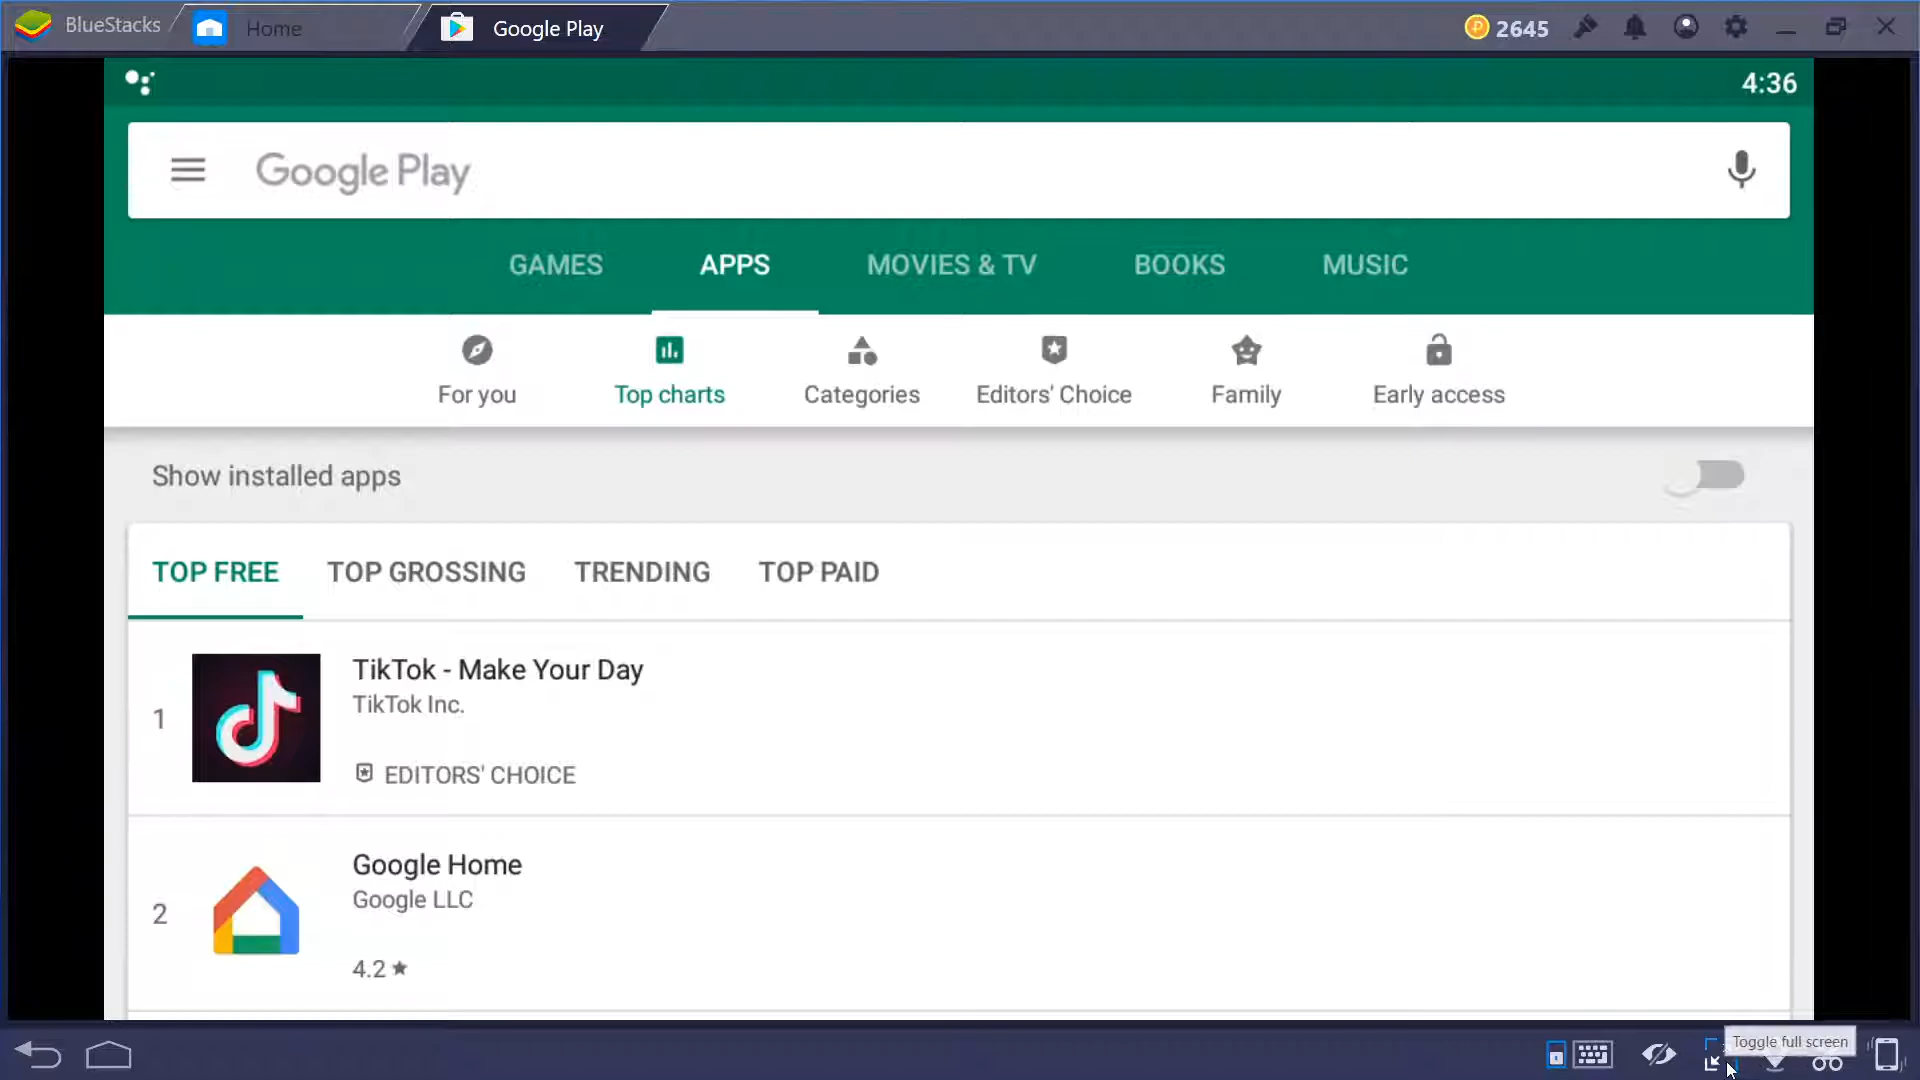 BlueStacks
Home
Google Play
2645
4:36
Google Play
GAMES
APPS
MOVIES & TV
BOOKS
MUSIC
For you
Top charts
Categories
Editors' Choice
Family
Early access
Show installed apps
TOP FREE
TOP GROSSING
TRENDING
TOP PAID
1
TikTok - Make Your Day
TikTok Inc.
EDITORS' CHOICE
2
Google Home
Google LLC
4.2 ★
Toggle full screen